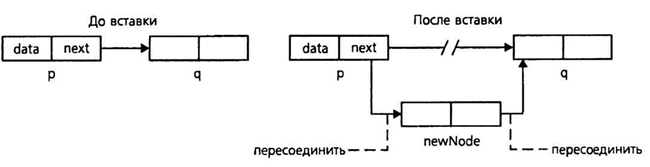 До вставки
После вставки
data next
data next
p
q
p
q
newNode
пересоединить
пересоединить